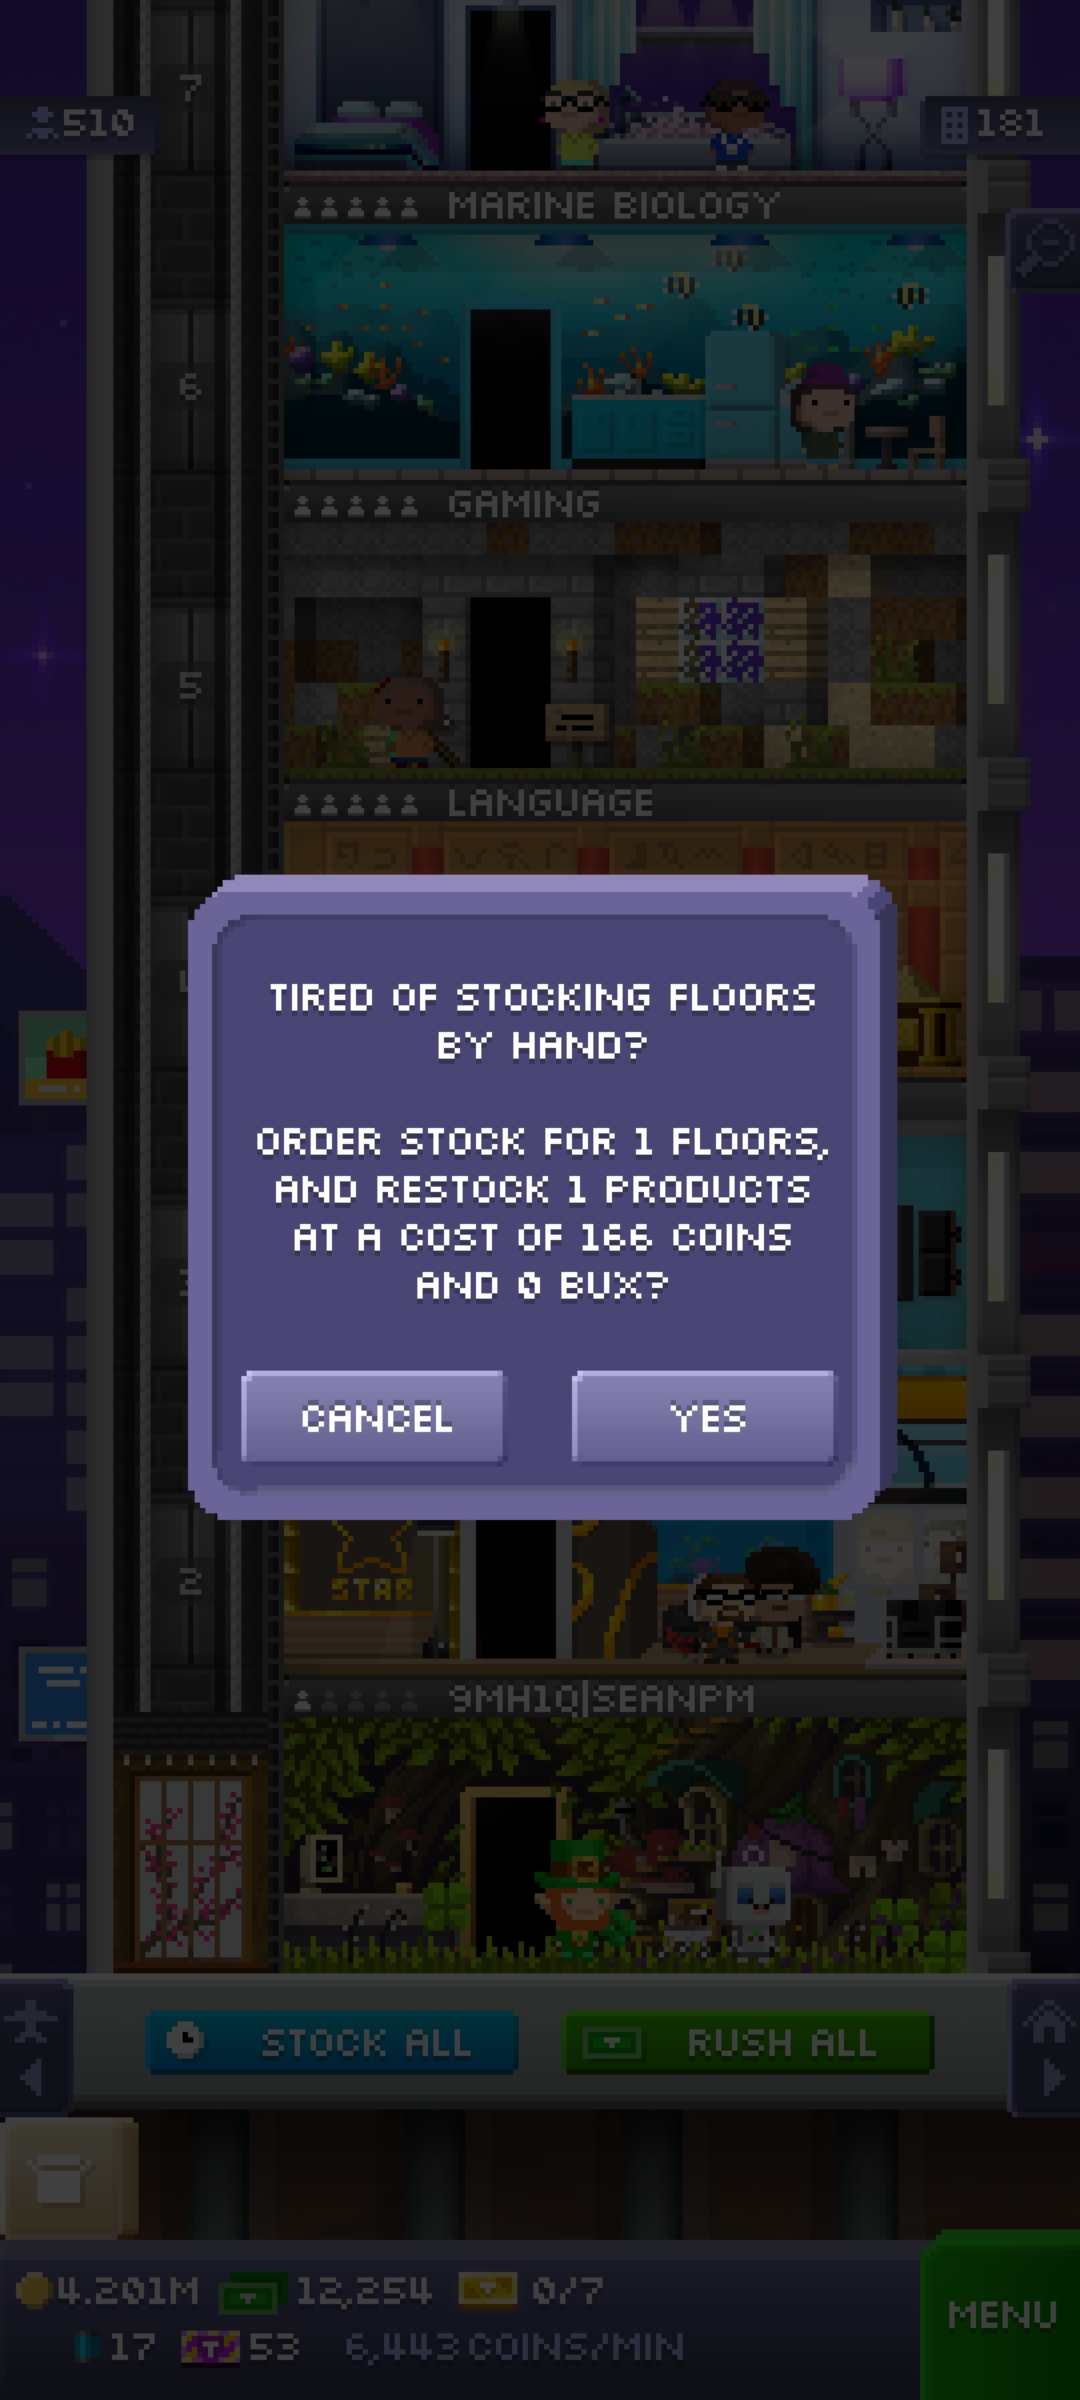 7
510
181
MARINE BIOLOGY
6
GAMING
5
LANGUAGE
TIRED OF STOCKING FLOORS
BY HAND?
ORDER STOCK FOR 1 FLOORS,
AND RESTOCK 1 PRODUCTS
AT A COST OF 166 COINS
AND 0 BUX?
CANCEL
YES
2
STAR
9MH1Q|SEANPM
STOCK ALL
RUSH ALL
4.201M
12,254
0/7
MENU
17
T
53
6,443 COINS/MIN